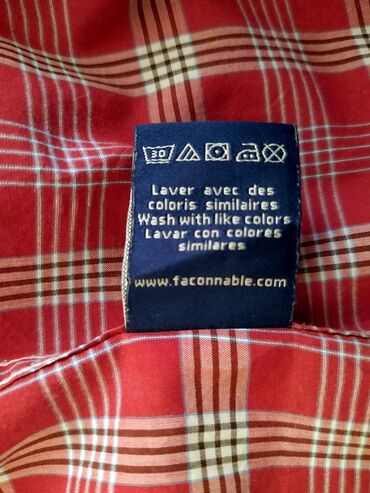 30
Laver avec des
coloris similaires
Wash with like colors
Lavar con colores
similares
www.faconnable.com